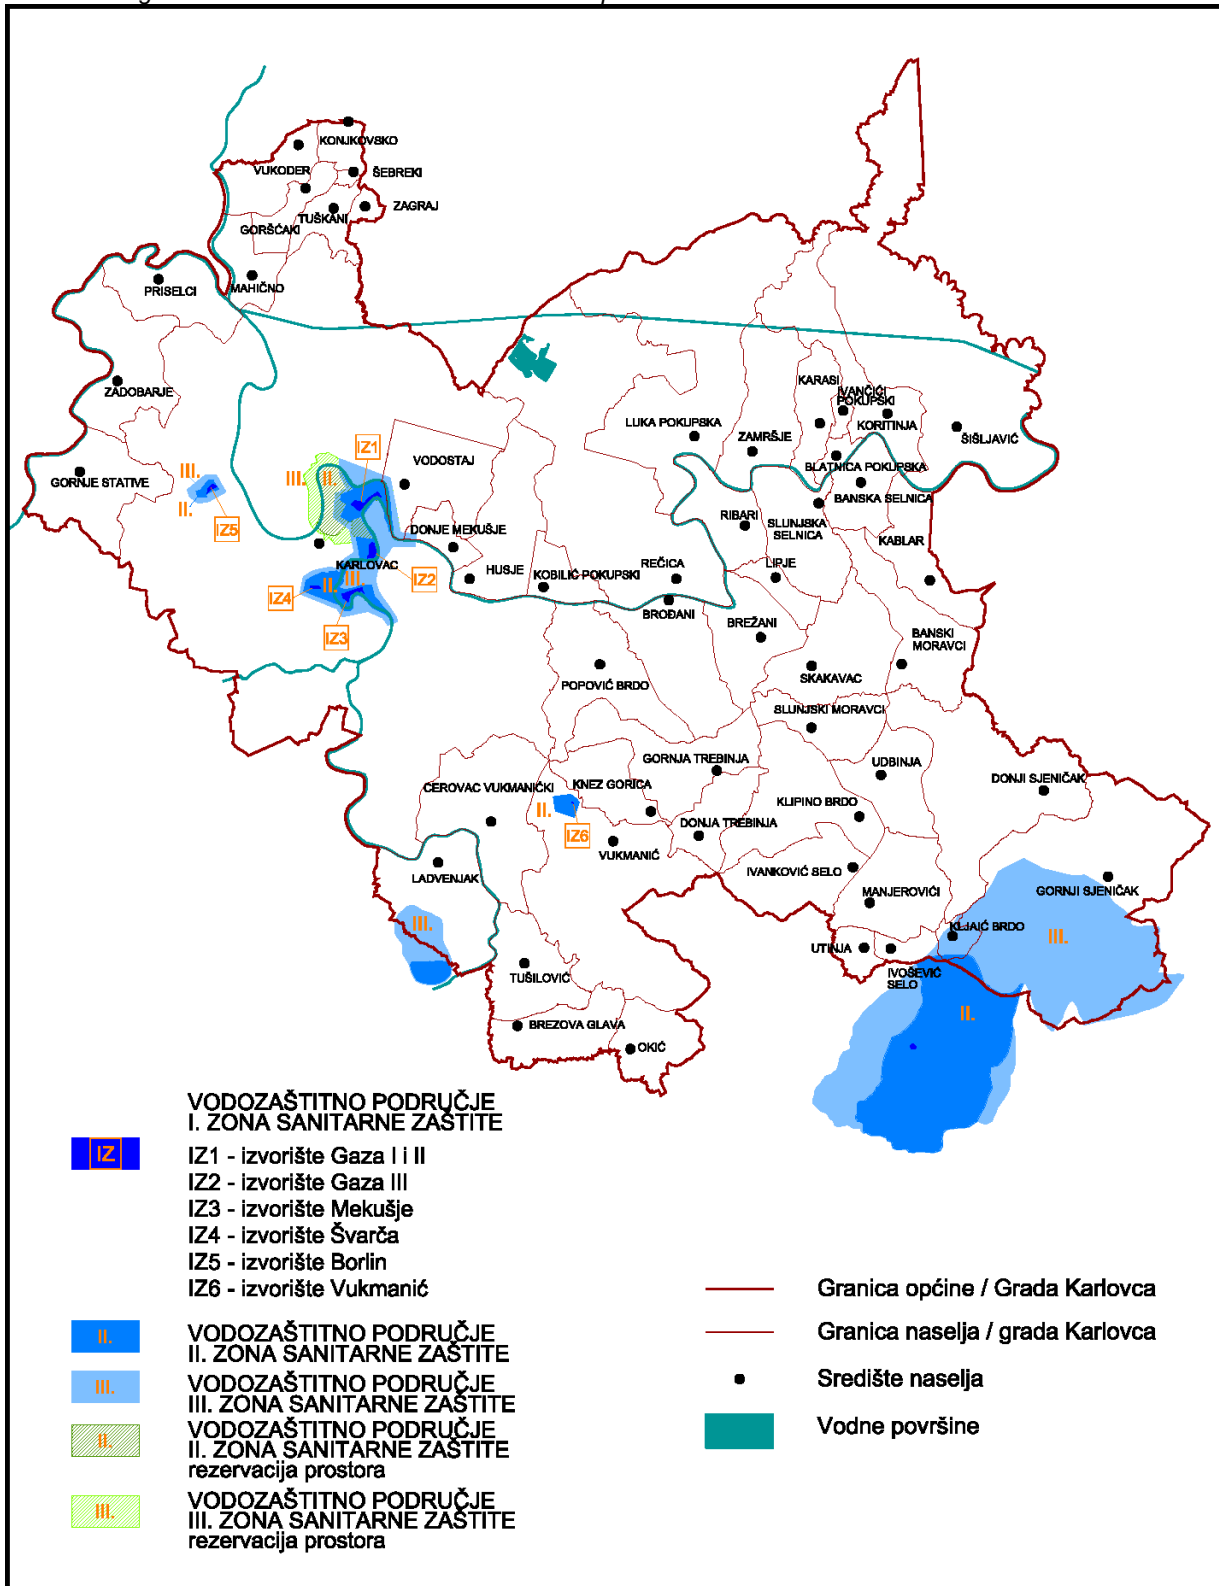 KONJKOVSKO
VUKODER
ŠEBREKI
TUŠKANI
ZAGRAJ
GORŠĆAKI
MAHIČNO
PRISELCI
ZADOBARJE
GORNJE STATIVE
III.
II.
IZ5
III.
II.
IZ1
VODOSTAJ
DONJE MEKUŠJE
KARLOVAC
IZ2
II.
III.
IZ4
IZ3
HUSJE
KOBILIĆ POKUPSKI
REČICA
BROĐANI
LUKA POKUPSKA
ZAMRŠJE
KARASI
IVANČIĆI
POKUPSKI
KORITINJA
ŠIŠLJAVIĆ
BLATNICA POKUPSKA
BANSKA SELNICA
RIBARI
SLUNJSKA
SELNICA
KABLAR
LIPJE
BREŽANI
BANSKI
MORAVCI
SKAKAVAC
POPOVIĆ BRDO
SLUNJSKI MORAVCI
GORNJA TREBINJA
UDBINJA
DONJI SJENIČAK
CEROVAC VUKMANIĆKI
KNEZ GORICA
II.
IZ6
KLIPINO BRDO
DONJA TREBINJA
VUKMANIĆ
LADVENJAK
IVANKOVIĆ SELO
MANJEROVIĆI
GORNJI SJENIČAK
III.
KLJAIĆ BRDO
III.
UTINJA
IVOŠEVIĆ
SELO
TUŠILOVIĆ
II.
BREZOVA GLAVA
OKIĆ
VODOZAŠTITNO PODRUČJE
I. ZONA SANITARNE ZAŠTITE
IZ
IZ1 - izvorište Gaza I i II
IZ2 - izvorište Gaza III
IZ3 - izvorište Mekušje
IZ4 - izvorište Švarča
IZ5 - izvorište Borlin
IZ6 - izvorište Vukmanić
II.
VODOZAŠTITNO PODRUČJE
II. ZONA SANITARNE ZAŠTITE
III.
VODOZAŠTITNO PODRUČJE
III. ZONA SANITARNE ZAŠTITE
II.
VODOZAŠTITNO PODRUČJE
II. ZONA SANITARNE ZAŠTITE
rezervacija prostora
III.
VODOZAŠTITNO PODRUČJE
III. ZONA SANITARNE ZAŠTITE
rezervacija prostora
Granica općine / Grada Karlovca
Granica naselja / grada Karlovca
Središte naselja
Vodne površine